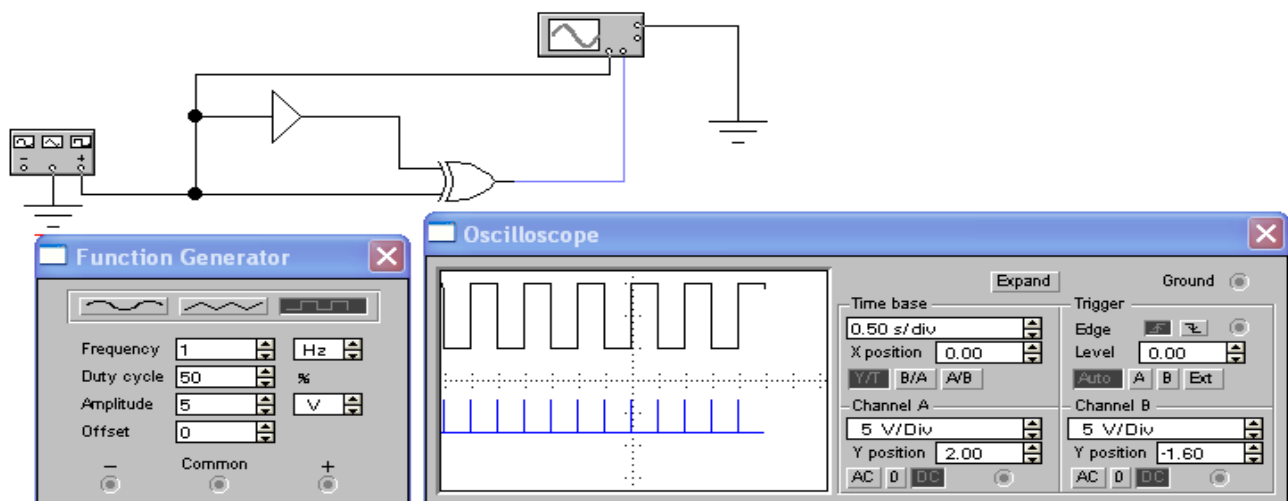 − +
Function Generator
Frequency 1 Hz
Duty cycle 50 %
Amplitude 5 V
Offset 0
− Common +
Oscilloscope
Expand Ground
Time base
0.50 s/div
X position 0.00
Y/T B/A A/B
Trigger
Edge
Level 0.00
Auto A B Ext
Channel A
5 V/Div
Y position 2.00
AC 0 DC
Channel B
5 V/Div
Y position -1.60
AC 0 DC